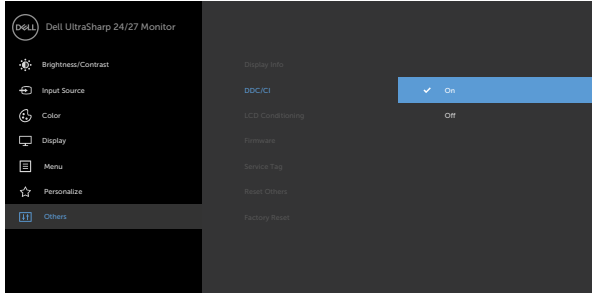 DELL
Dell UltraSharp 24/27 Monitor
Brightness/Contrast
Input Source
Color
Display
Menu
Personalize
Others
Display Info
DDC/CI
LCD Conditioning
Firmware
Service Tag
Reset Others
Factory Reset
On
Off